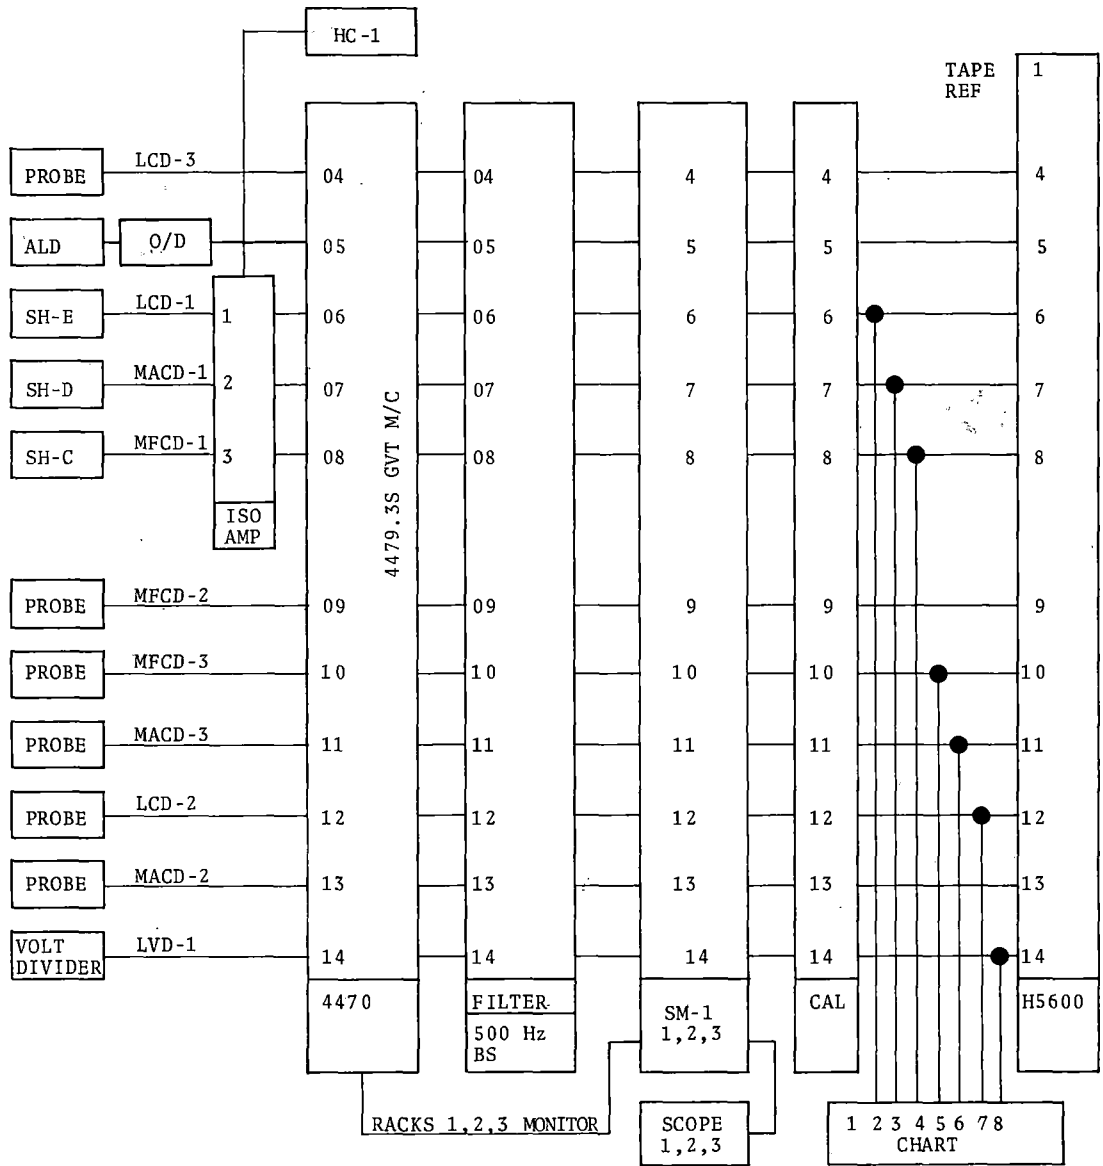 HC-1
TAPE 1
REF
PROBE LCD-3 04 04 4 4 4
ALD O/D 05 05 5 5 5
SH-E LCD-1 1 06 06 6 6 6
SH-D MACD-1 2 07 07 7 7 7
SH-C MFCD-1 3 08 08 8 8 8
ISO
AMP
4479.3S GVT M/C
PROBE MFCD-2 09 09 9 9 9
PROBE MFCD-3 10 10 10 10 10
PROBE MACD-3 11 11 11 11 11
PROBE LCD-2 12 12 12 12 12
PROBE MACD-2 13 13 13 13 13
VOLT
DIVIDER LVD-1 14 14 14 14 14
4470 FILTER SM-1 CAL H5600
1,2,3
500 Hz
BS
RACKS 1,2,3 MONITOR
SCOPE
1,2,3
1 2 3 4 5 6 7 8
CHART